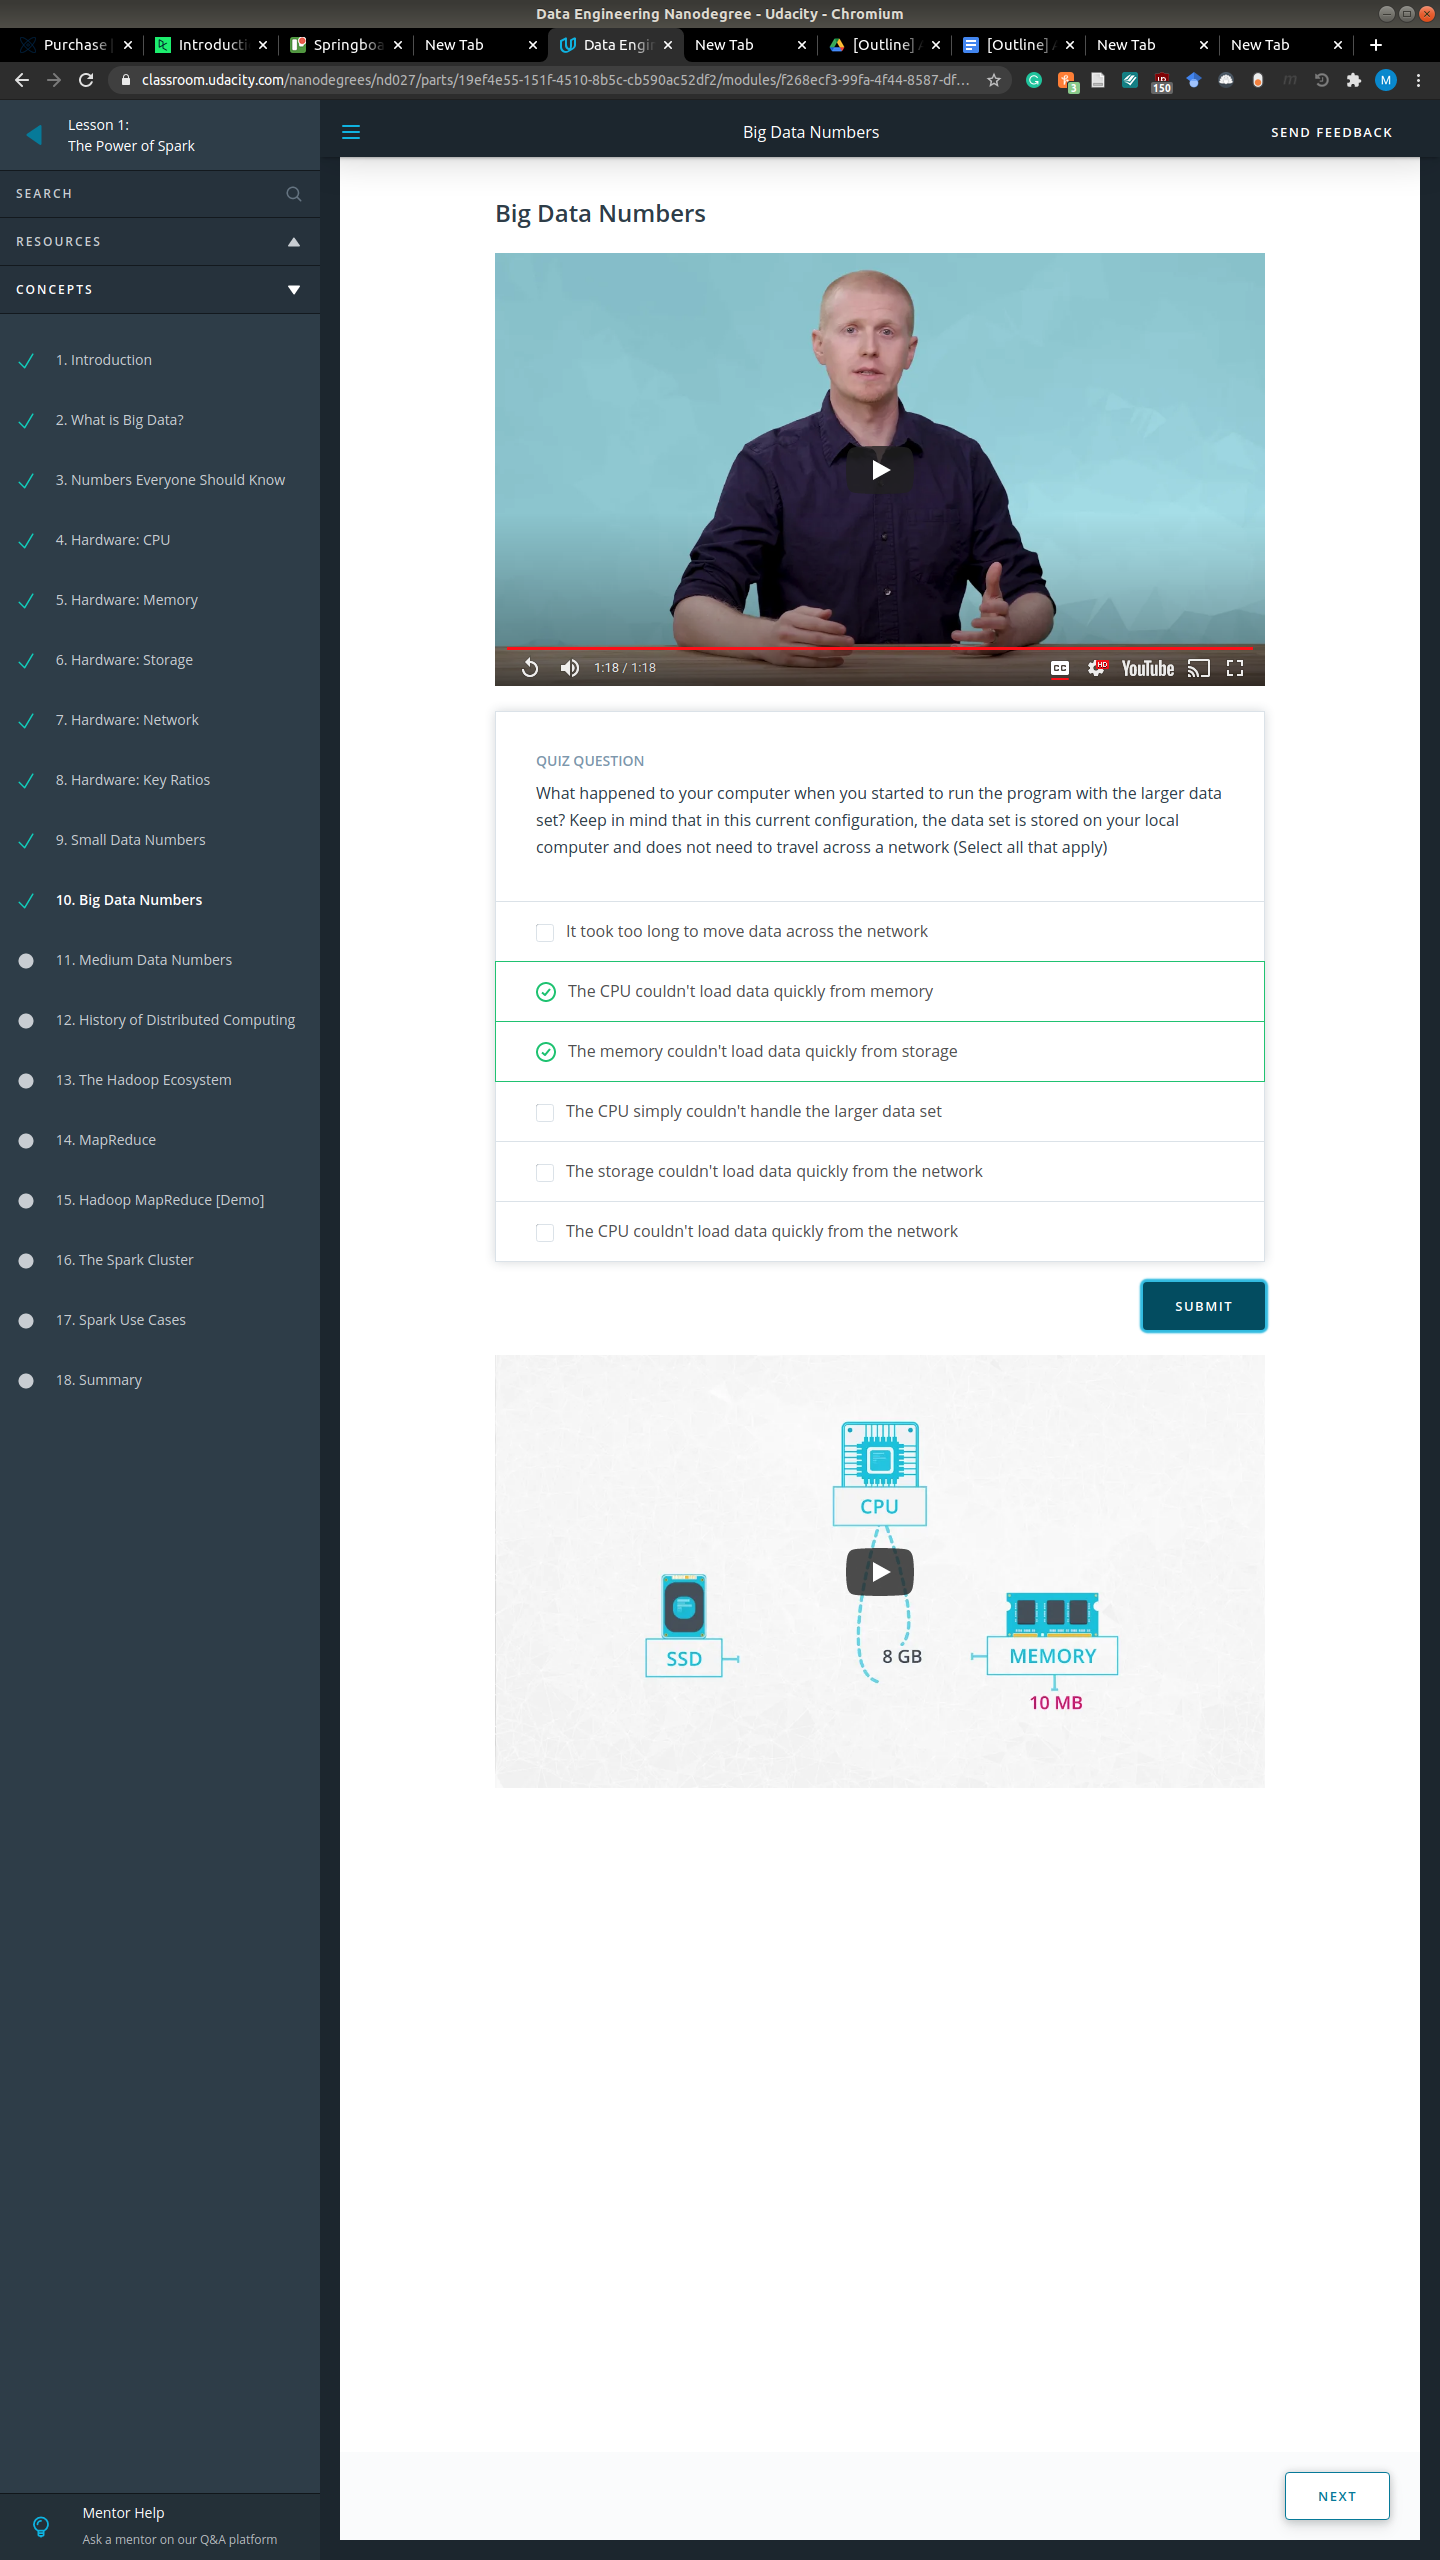 Data Engineering Nanodegree - Udacity - Chromium
Purchase
Introducti
Springboa
New Tab
Data Engin
New Tab
[Outline] A
[Outline] A
New Tab
New Tab
classroom.udacity.com/nanodegrees/nd027/parts/19ef4e55-151f-4510-8b5c-cb590ac52df2/modules/f268ecf3-99fa-4f44-8587-df...
3
150
M
Lesson 1:
The Power of Spark
SEARCH
RESOURCES
CONCEPTS
1. Introduction
2. What is Big Data?
3. Numbers Everyone Should Know
4. Hardware: CPU
5. Hardware: Memory
6. Hardware: Storage
7. Hardware: Network
8. Hardware: Key Ratios
9. Small Data Numbers
10. Big Data Numbers
11. Medium Data Numbers
12. History of Distributed Computing
13. The Hadoop Ecosystem
14. MapReduce
15. Hadoop MapReduce [Demo]
16. The Spark Cluster
17. Spark Use Cases
18. Summary
Mentor Help
Ask a mentor on our Q&A platform
Big Data Numbers
SEND FEEDBACK
Big Data Numbers
1:18 / 1:18
CC
HD
YouTube
QUIZ QUESTION
What happened to your computer when you started to run the program with the larger data
set? Keep in mind that in this current configuration, the data set is stored on your local
computer and does not need to travel across a network (Select all that apply)
It took too long to move data across the network
The CPU couldn't load data quickly from memory
The memory couldn't load data quickly from storage
The CPU simply couldn't handle the larger data set
The storage couldn't load data quickly from the network
The CPU couldn't load data quickly from the network
SUBMIT
CPU
SSD
8 GB
MEMORY
10 MB
NEXT